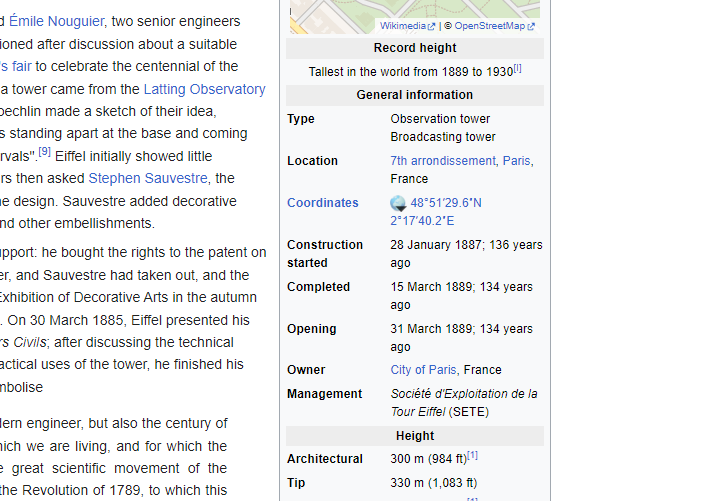 d Émile Nouguier, two senior engineers
ioned after discussion about a suitable
's fair to celebrate the centennial of the
a tower came from the Latting Observatory
oechlin made a sketch of their idea,
s standing apart at the base and coming
rvals".[9] Eiffel initially showed little
rs then asked Stephen Sauvestre, the
e design. Sauvestre added decorative
nd other embellishments.
upport: he bought the rights to the patent on
er, and Sauvestre had taken out, and the
Exhibition of Decorative Arts in the autumn
. On 30 March 1885, Eiffel presented his
rs Civils; after discussing the technical
actical uses of the tower, he finished his
mbolise
dern engineer, but also the century of
hich we are living, and for which the
e great scientific movement of the
the Revolution of 1789, to which this
Wikimedia | © OpenStreetMap
Record height
Tallest in the world from 1889 to 1930[I]
General information
Type Observation tower
Broadcasting tower
Location 7th arrondissement, Paris,
France
Coordinates 48°51′29.6″N
2°17′40.2″E
Construction 28 January 1887; 136 years
started ago
Completed 15 March 1889; 134 years
ago
Opening 31 March 1889; 134 years
ago
Owner City of Paris, France
Management Société d'Exploitation de la
Tour Eiffel (SETE)
Height
Architectural 300 m (984 ft)[1]
Tip 330 m (1,083 ft)